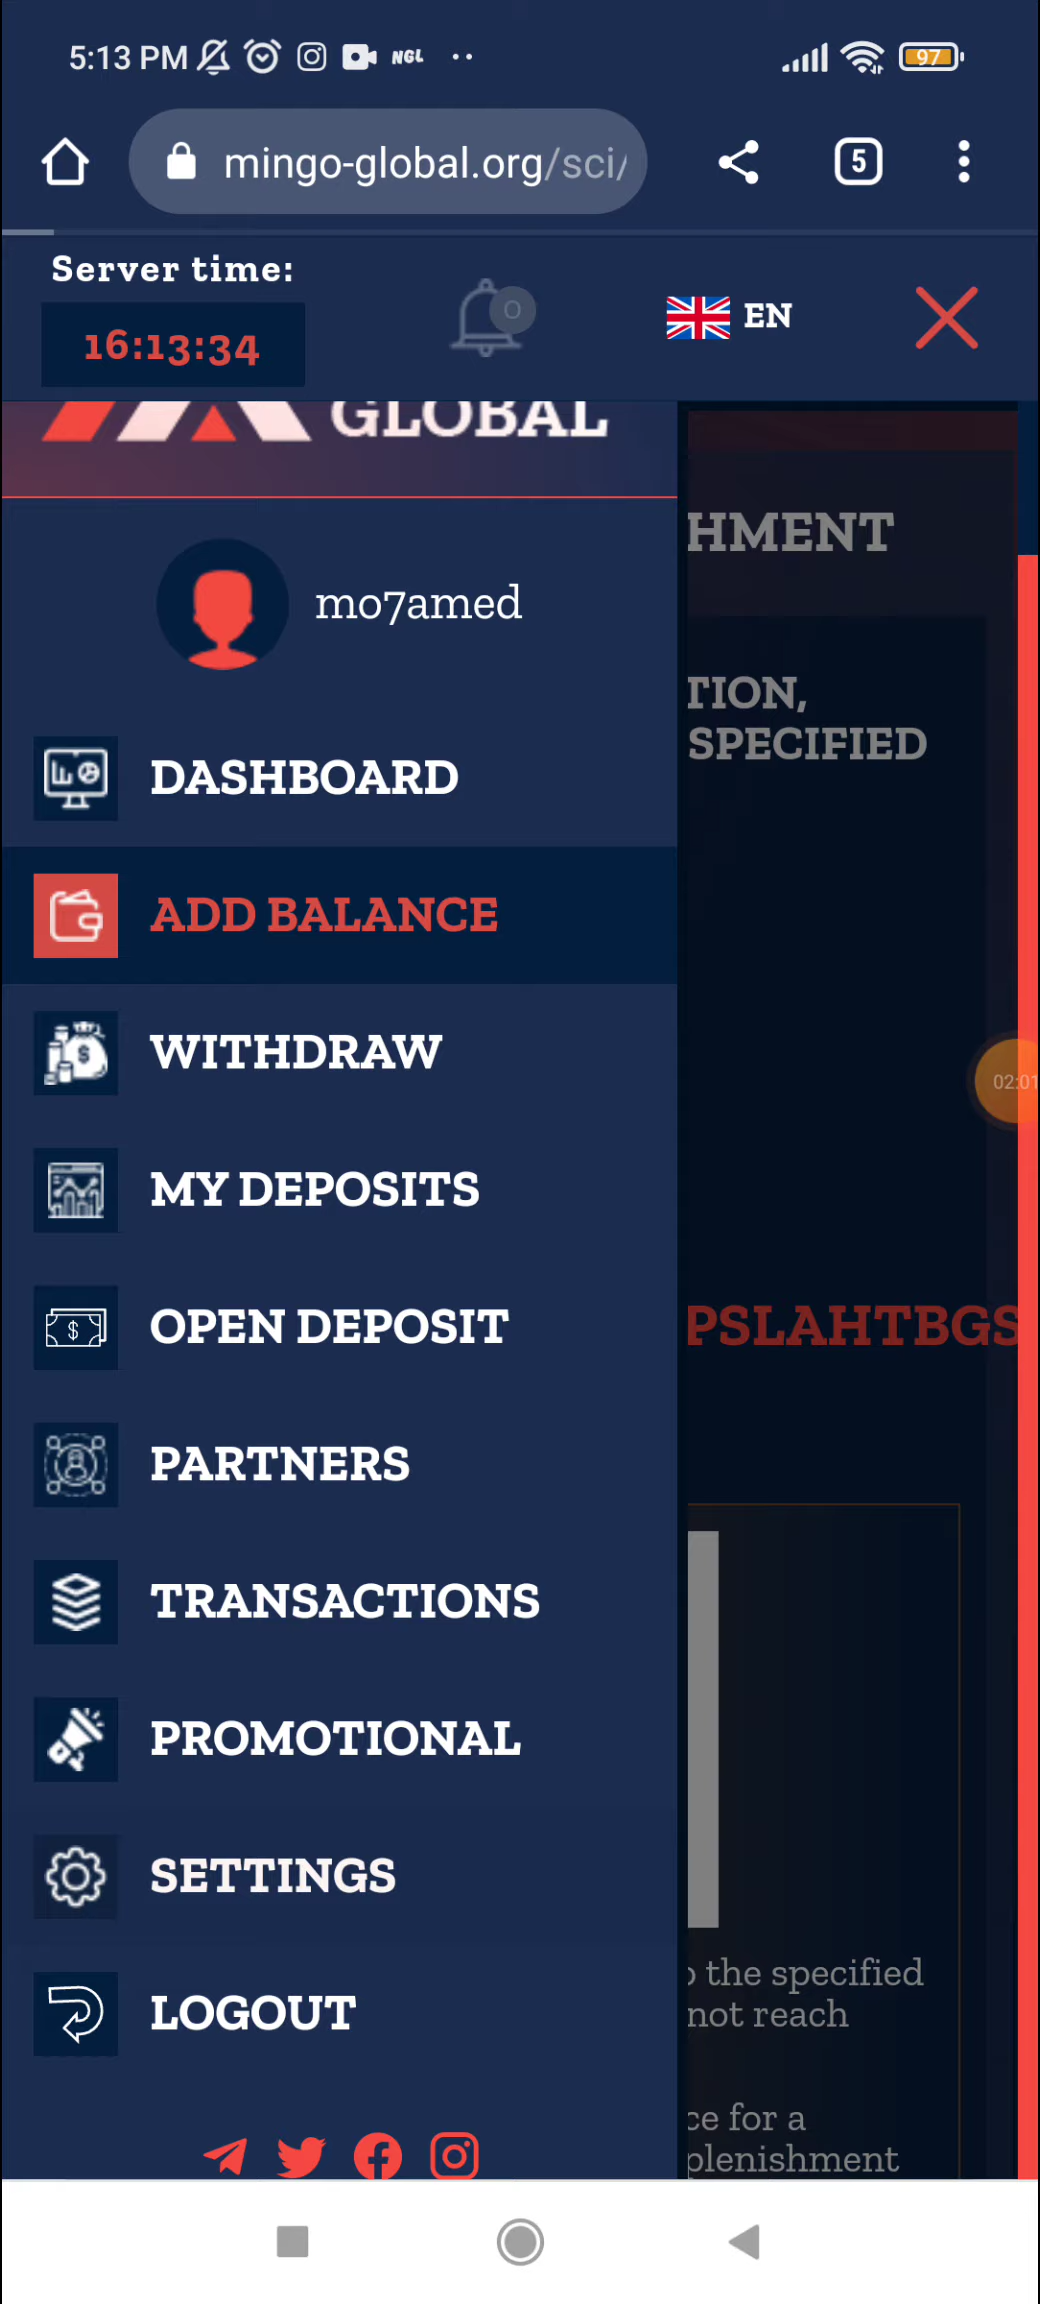 5:13 PM NGL 97
mingo-global.org/sci/
5
Server time:
16:13:34
0
EN
GLOBAL
HMENT
mo7amed
TION,
SPECIFIED
DASHBOARD
ADD BALANCE
WITHDRAW
02:01
MY DEPOSITS
OPEN DEPOSIT
PSLAHTBGS
PARTNERS
TRANSACTIONS
PROMOTIONAL
SETTINGS
the specified
not reach
LOGOUT
ce for a
plenishment